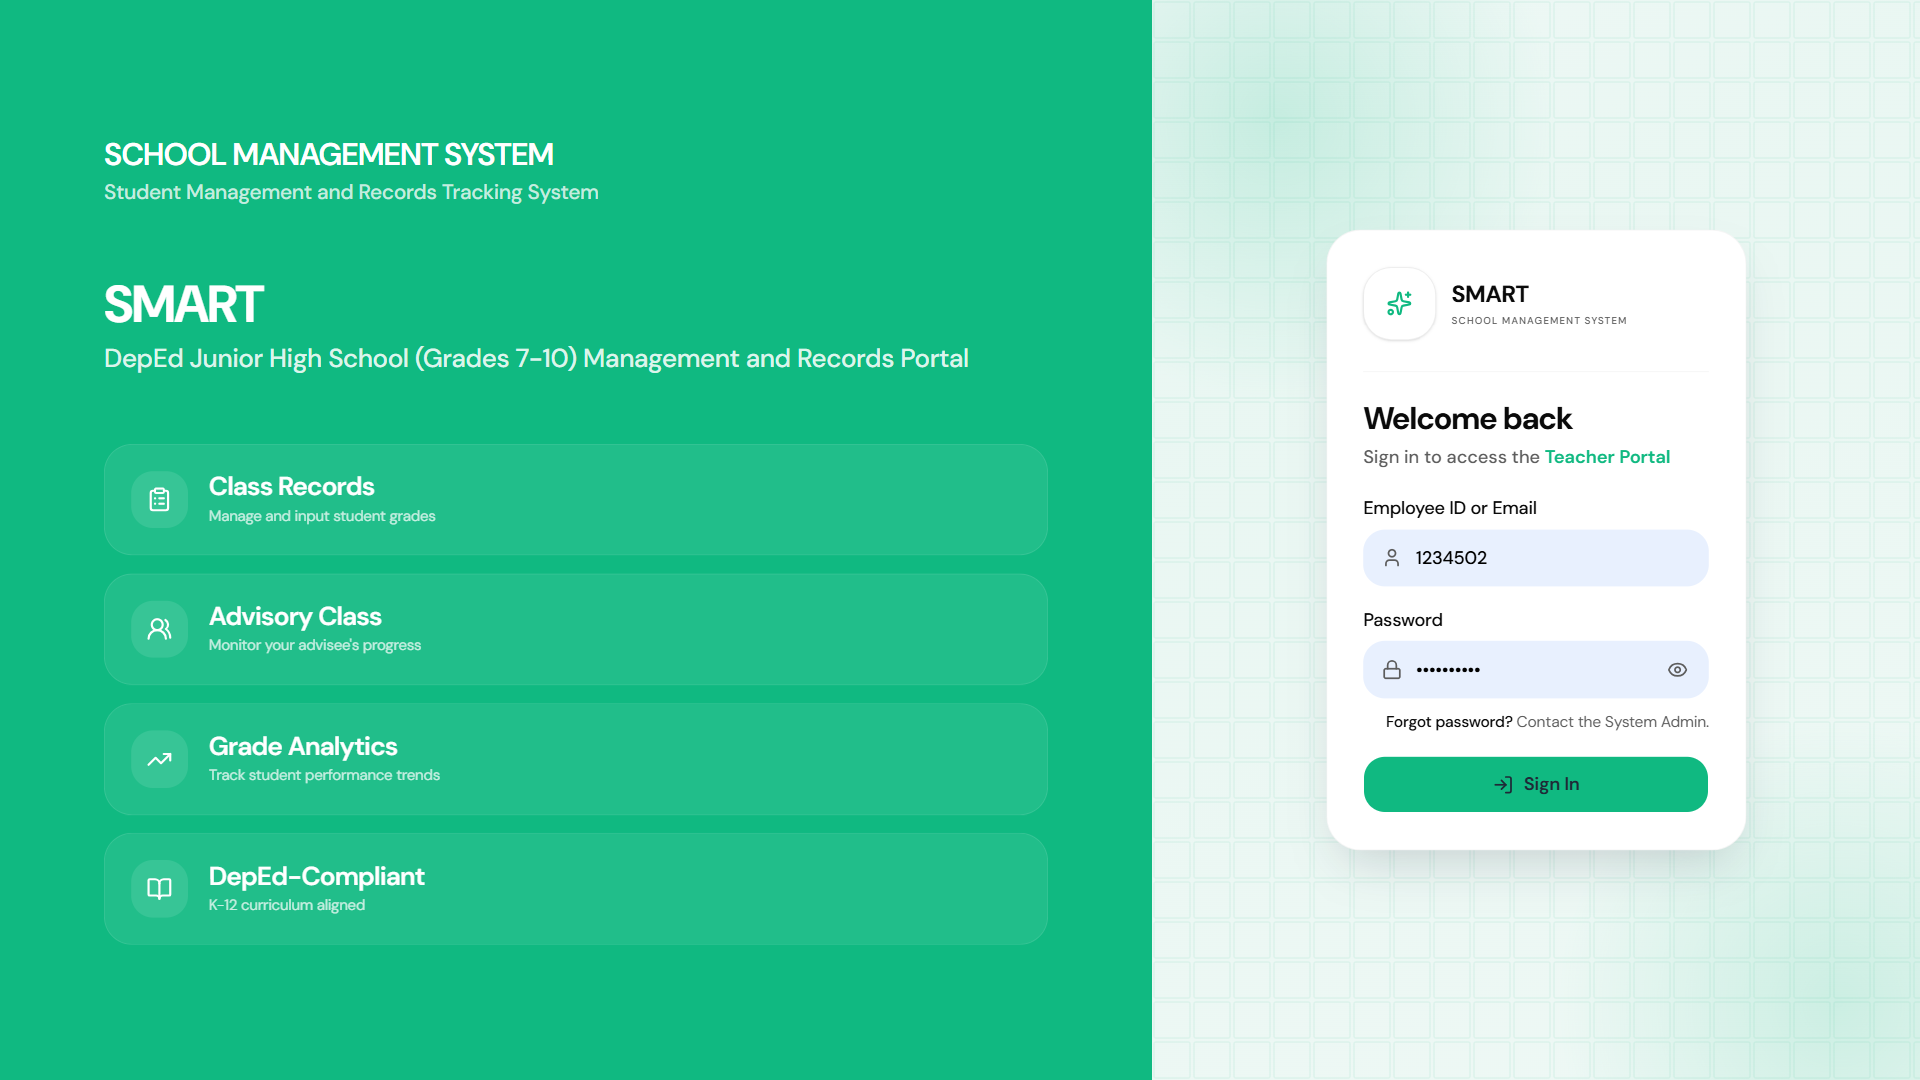 SCHOOL MANAGEMENT SYSTEM
Student Management and Records Tracking System
SMART
DepEd Junior High School (Grades 7-10) Management and Records Portal
Class Records
Manage and input student grades
Advisory Class
Monitor your advisee's progress
Grade Analytics
Track student performance trends
DepEd-Compliant
K-12 curriculum aligned
SMART
SCHOOL MANAGEMENT SYSTEM
Welcome back
Sign in to access the Teacher Portal
Employee ID or Email
1234502
Password
••••••••••
Forgot password? Contact the System Admin.
Sign In